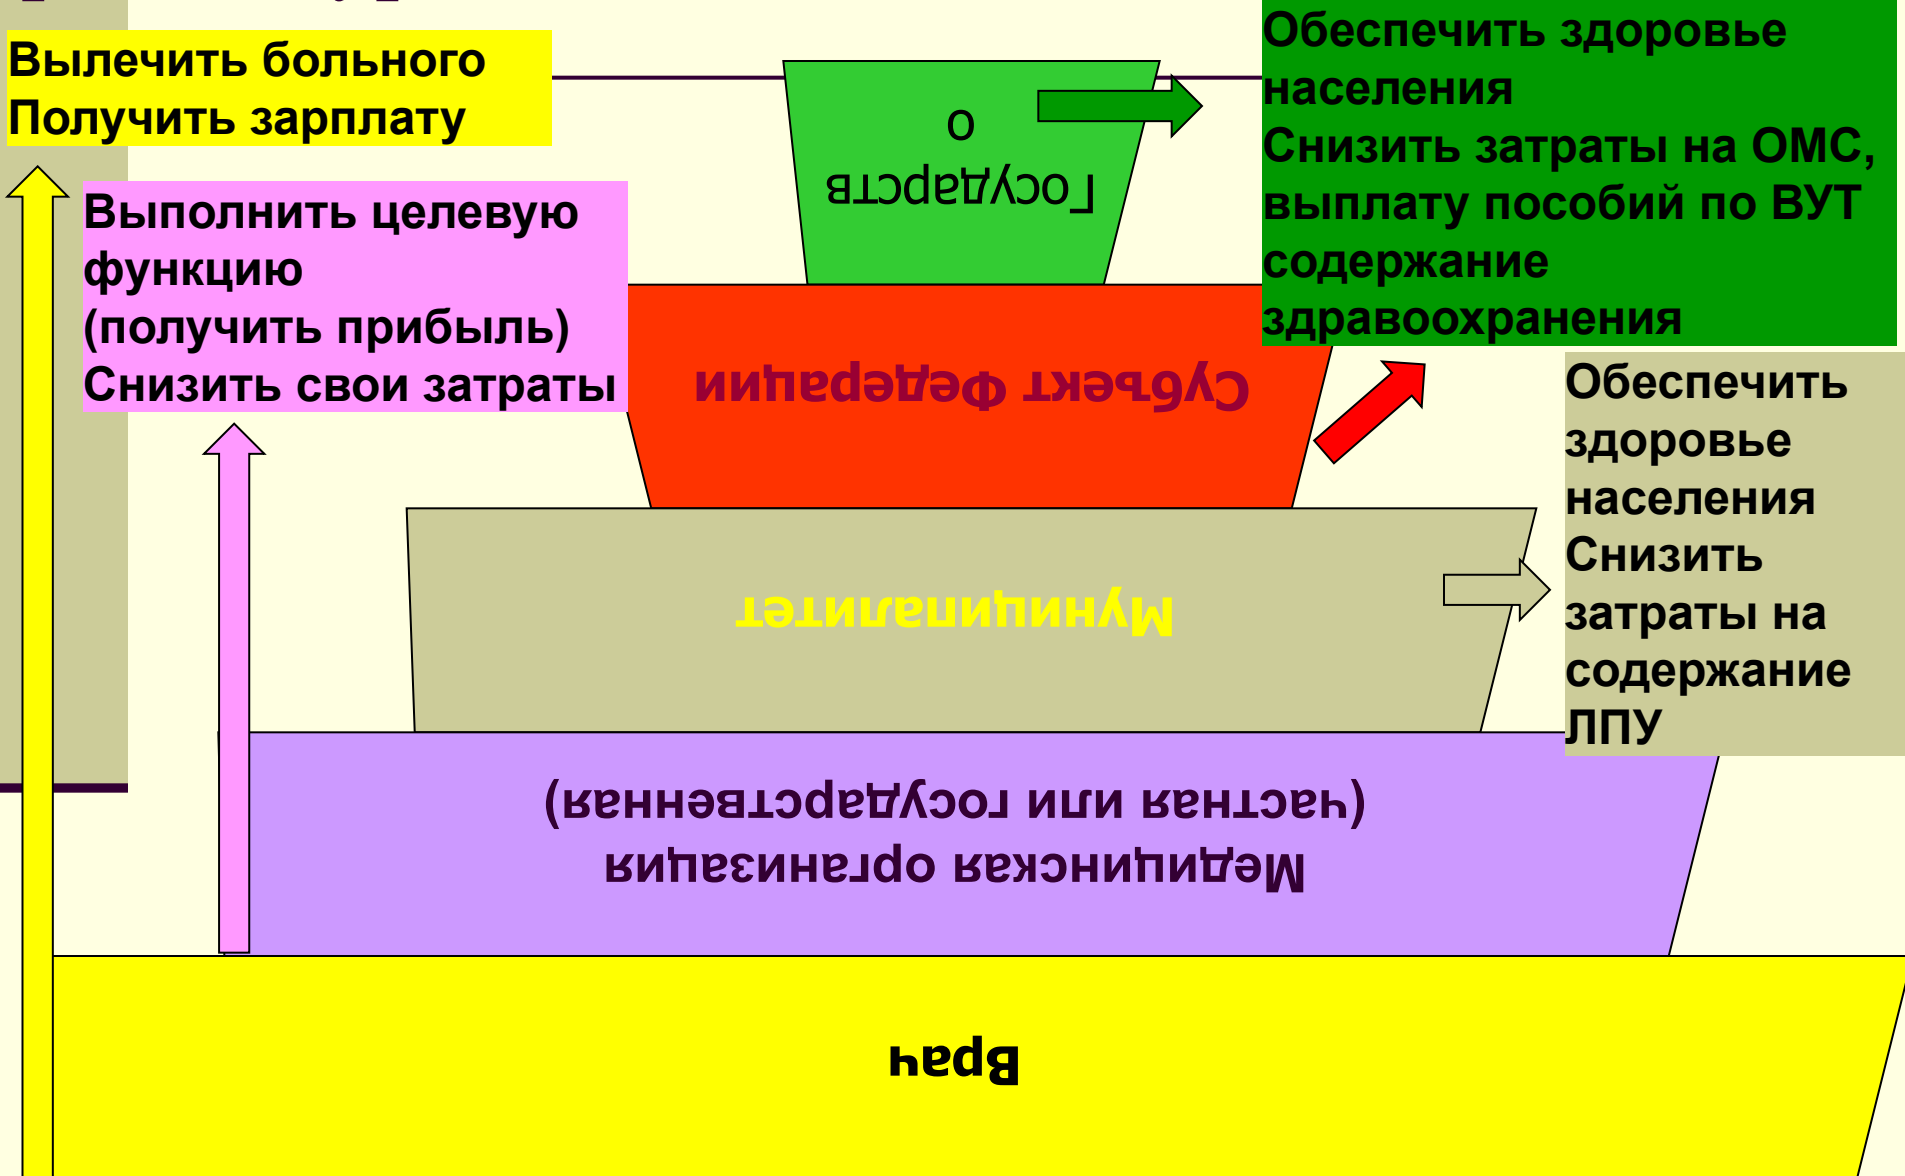 Вылечить больного
Получить зарплату
Выполнить целевую
функцию
(получить прибыль)
Снизить свои затраты
Обеспечить здоровье
населения
Снизить затраты на ОМС,
выплату пособий по ВУТ
содержание
здравоохранения
Обеспечить
здоровье
населения
Снизить
затраты на
содержание
ЛПУ
Государств
о
Субъект Федерации
Муниципалитет
Медицинская организация
(частная или государственная)
Врач